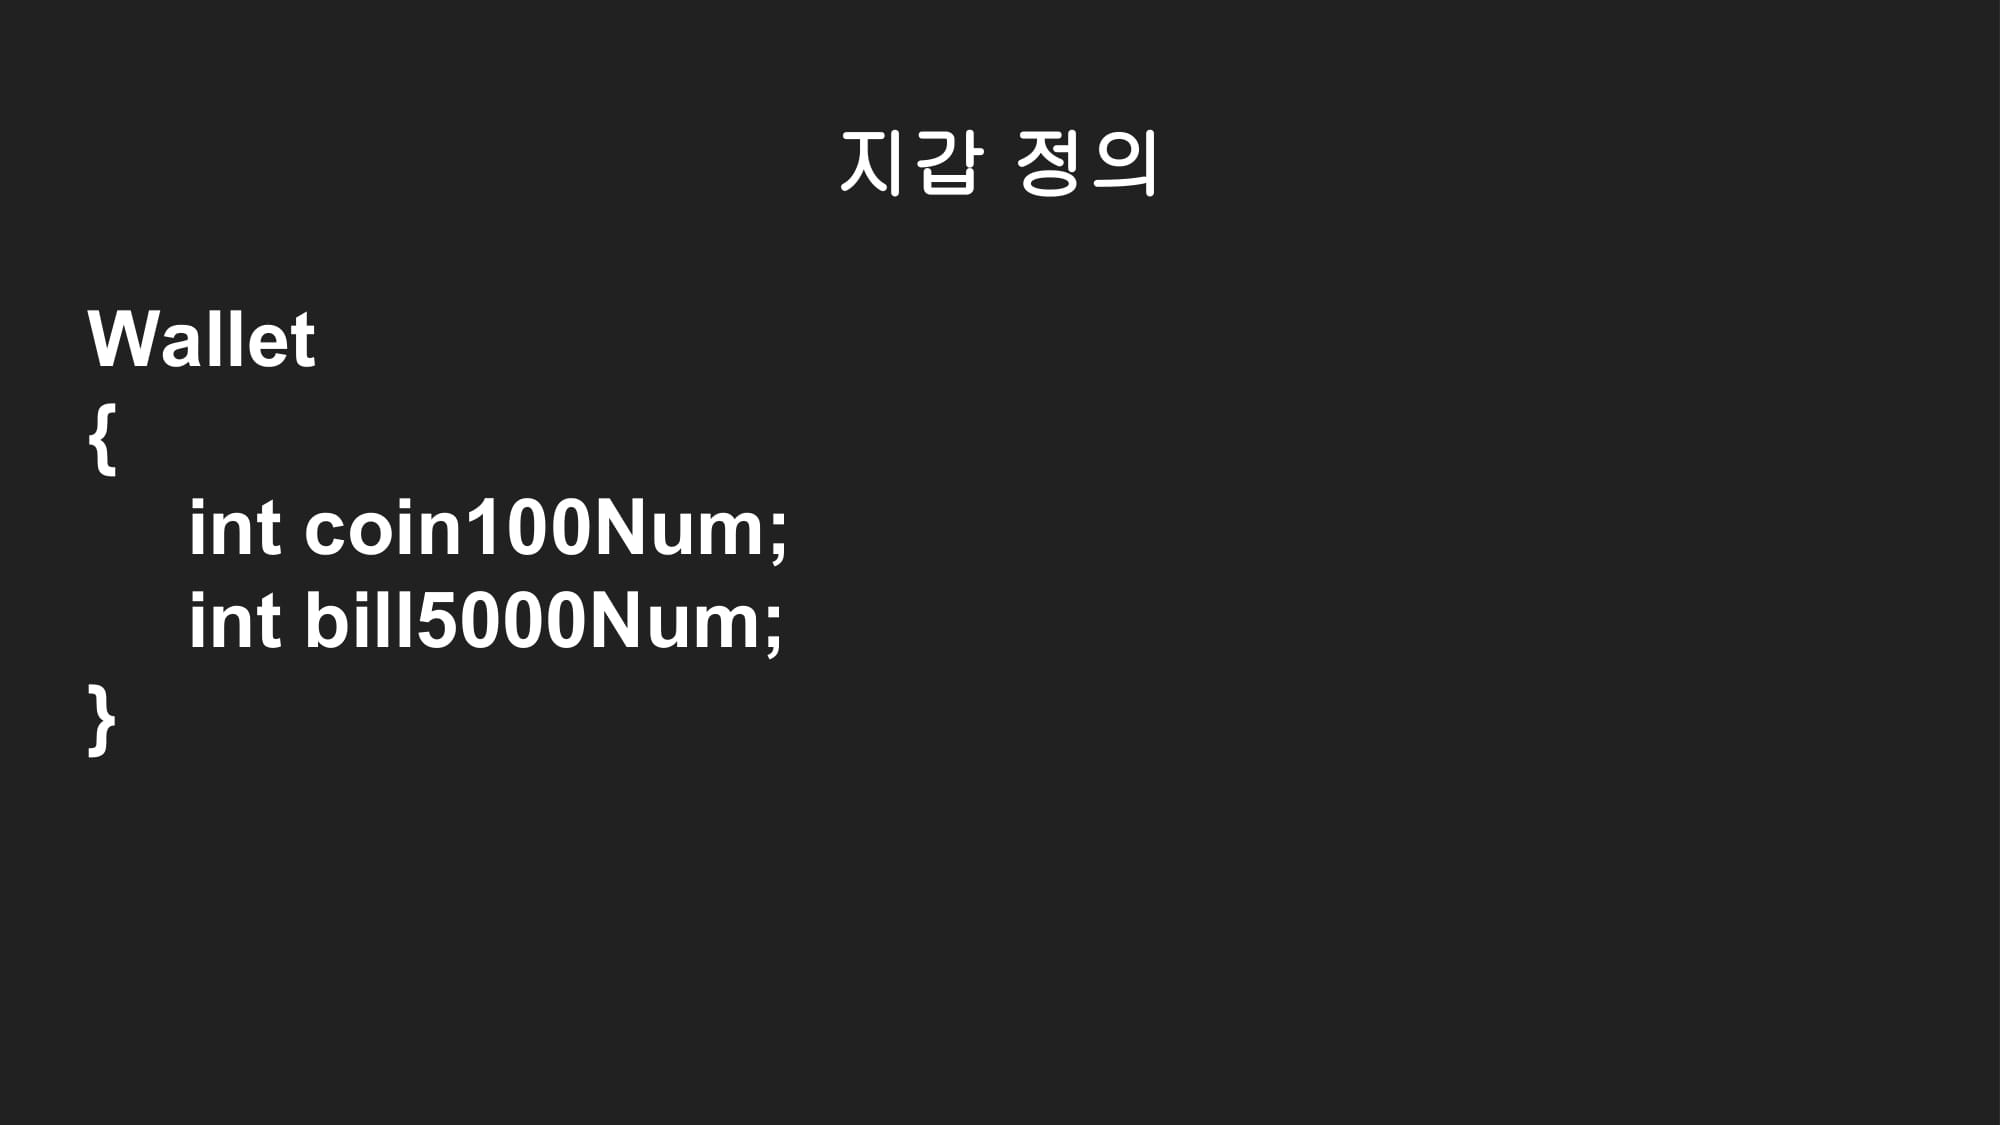 지갑 정의
Wallet
{
int coin100Num;
int bill5000Num;
}